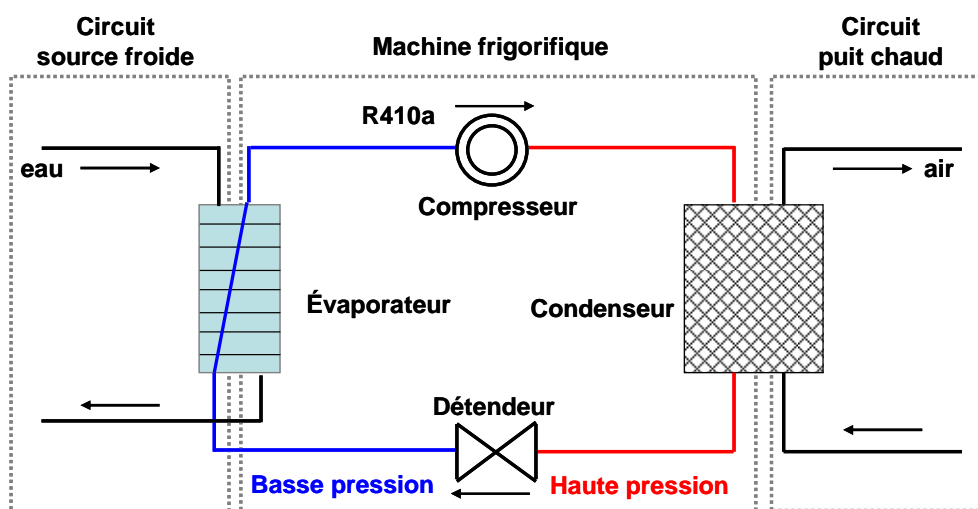 Circuit
source froide
Machine frigorifique
Circuit
puit chaud
R410a
eau
air
Compresseur
Évaporateur
Condenseur
Détendeur
Basse pression
Haute pression